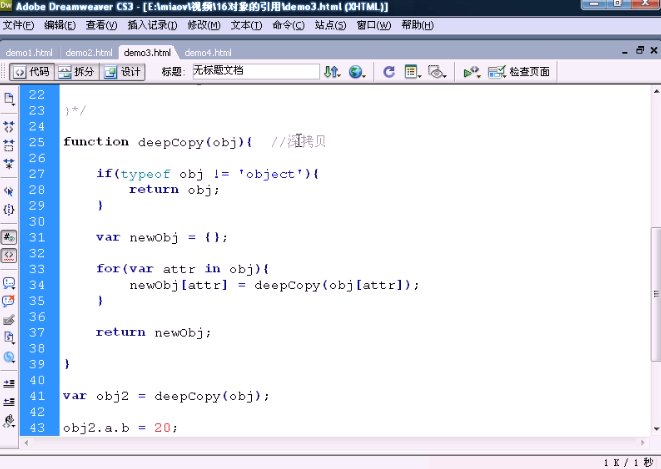 Adobe Dreamweaver CS3 - [E:\miaov\视频\16对象的引用\demo3.html (XHTML)]
文件(F) 编辑(E) 查看(V) 插入记录(I) 修改(M) 文本(T) 命令(C) 站点(S) 窗口(W) 帮助(H)
demo1.html demo2.html demo3.html demo4.html
代码 拆分 设计 标题: 无标题文档 检查页面
22
23 }*/
24
25 function deepCopy(obj){ //深拷贝
26
27 if(typeof obj != 'object'){
28 return obj;
29 }
30
31 var newObj = {};
32
33 for(var attr in obj){
34 newObj[attr] = deepCopy(obj[attr]);
35 }
36
37 return newObj;
38
39 }
40
41 var obj2 = deepCopy(obj);
42
43 obj2.a.b = 20;
1 K / 1 秒